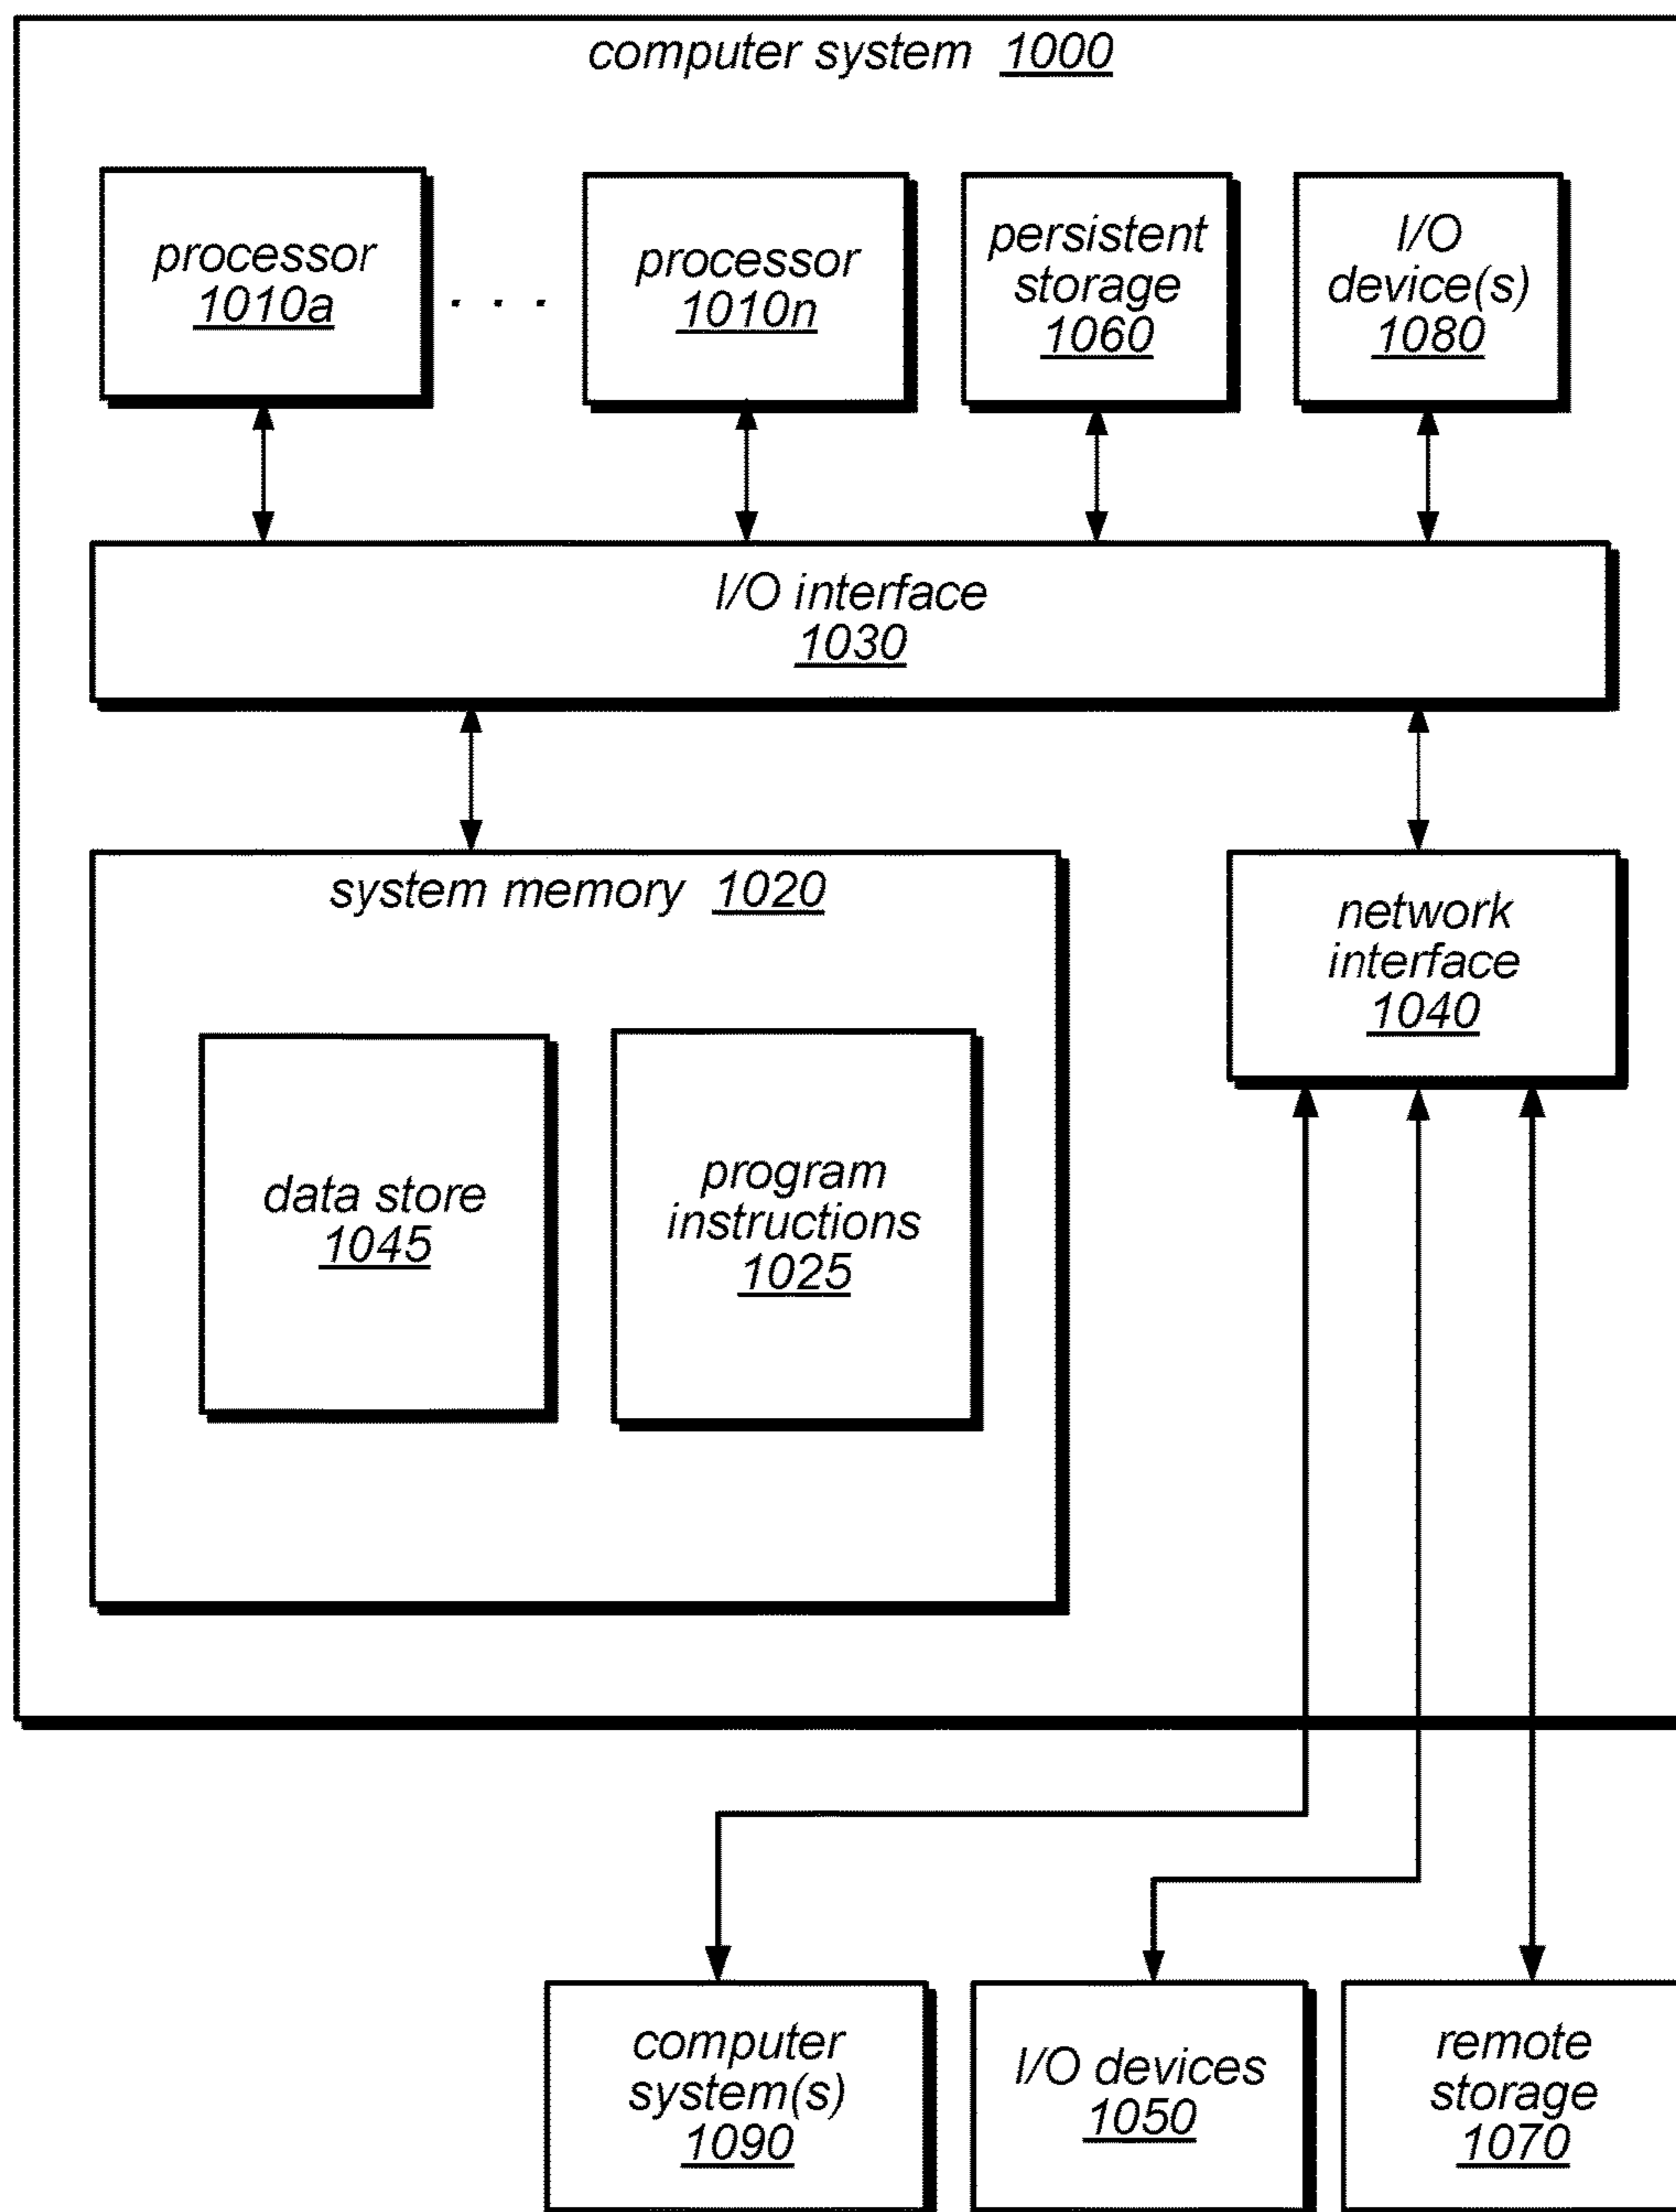 computer system 1000
processor
1010a
. . .
processor
1010n
persistent
storage
1060
I/O
device(s)
1080
I/O interface
1030
system memory 1020
data store
1045
program
instructions
1025
network
interface
1040
computer
system(s)
1090
I/O devices
1050
remote
storage
1070